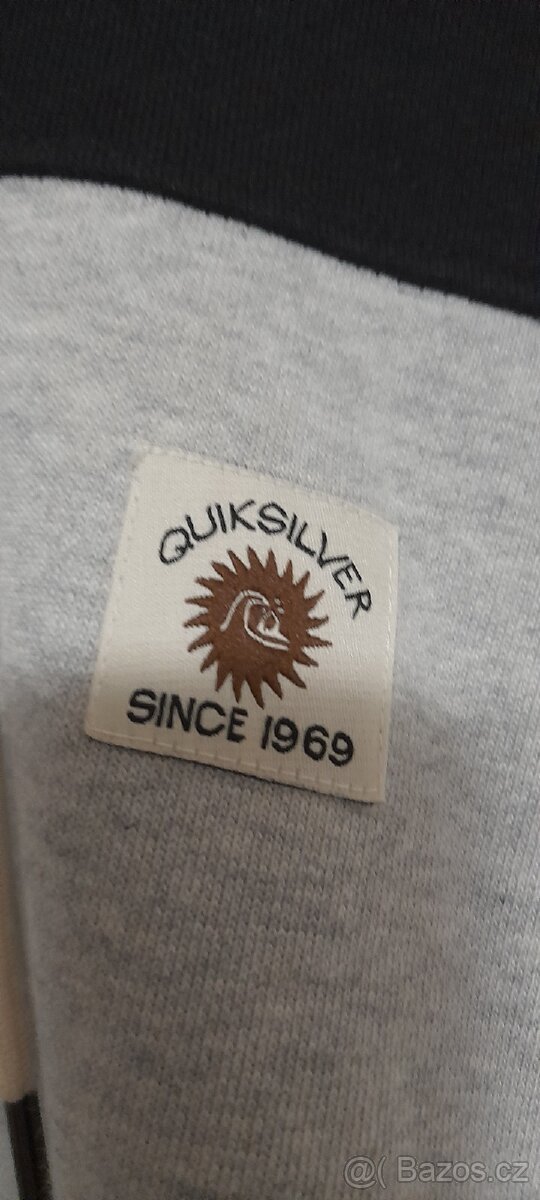 QUIKSILVER
SINCE 1969
@( Bazos.cz